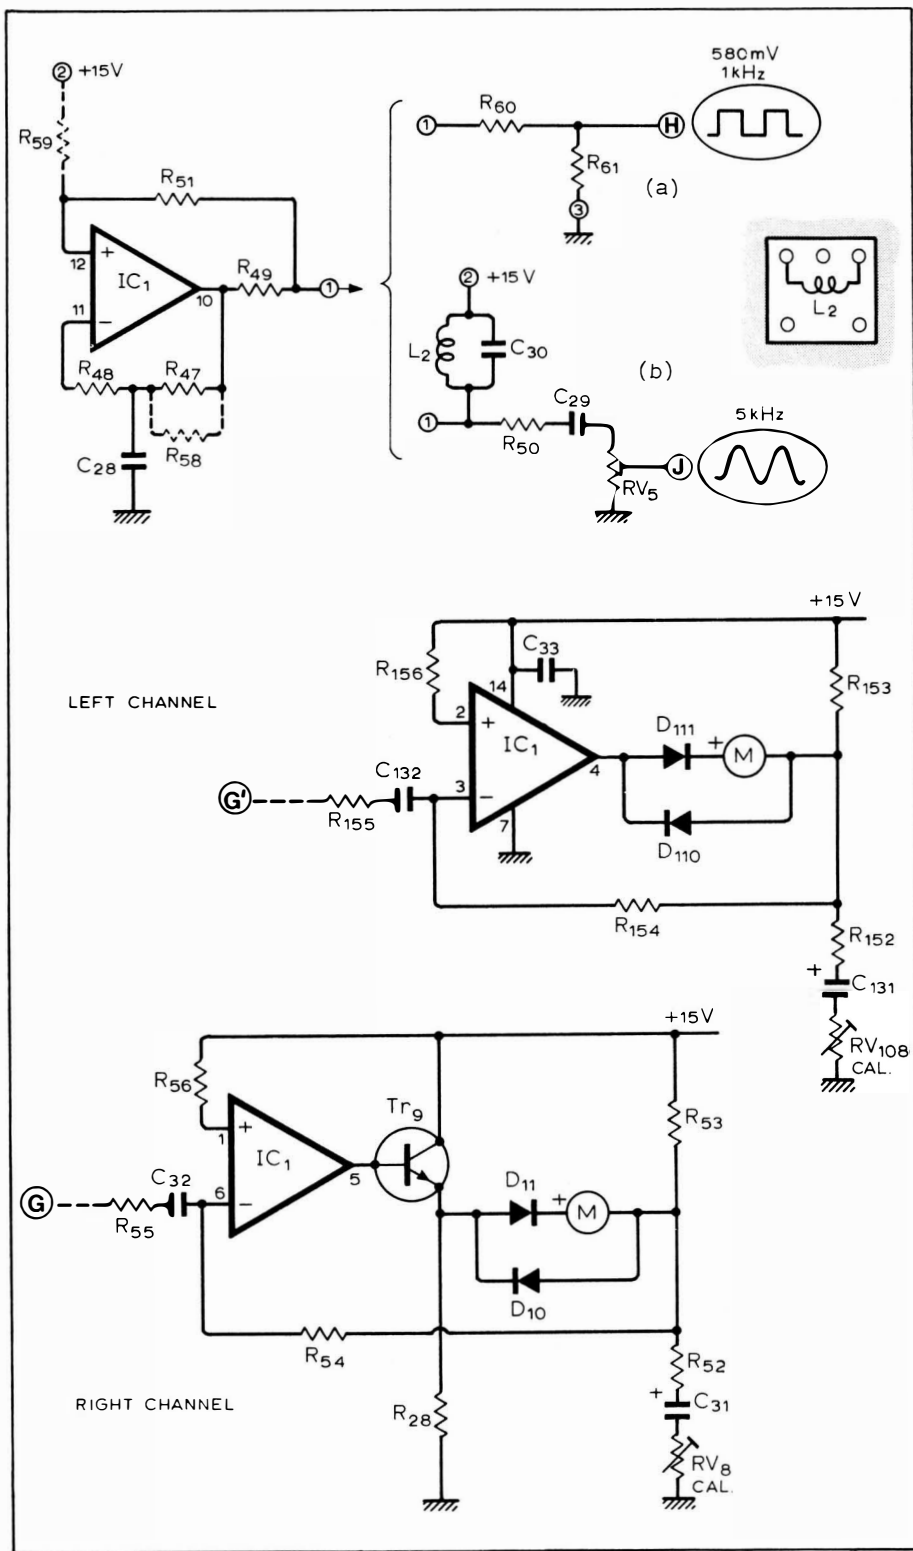 ② +15V
R59
R51
12
IC1
10
R49
①
11
R48
R47
R58
C28
①
R60
H
580mV
1kHz
R61
③
(a)
② +15V
L2
C30
(b)
L2
①
R50
C29
RV5
J
5kHz
LEFT CHANNEL
+15V
R156
C33
R153
14
2
IC1
4
D111
+
M
G'
R155
C132
3
7
D110
R154
R152
+
C131
RV108
CAL.
+15V
R56
1
IC1
5
Tr9
R53
G
R55
C32
6
D11
+
M
D10
R54
R52
RIGHT CHANNEL
R28
+
C31
RV8
CAL.